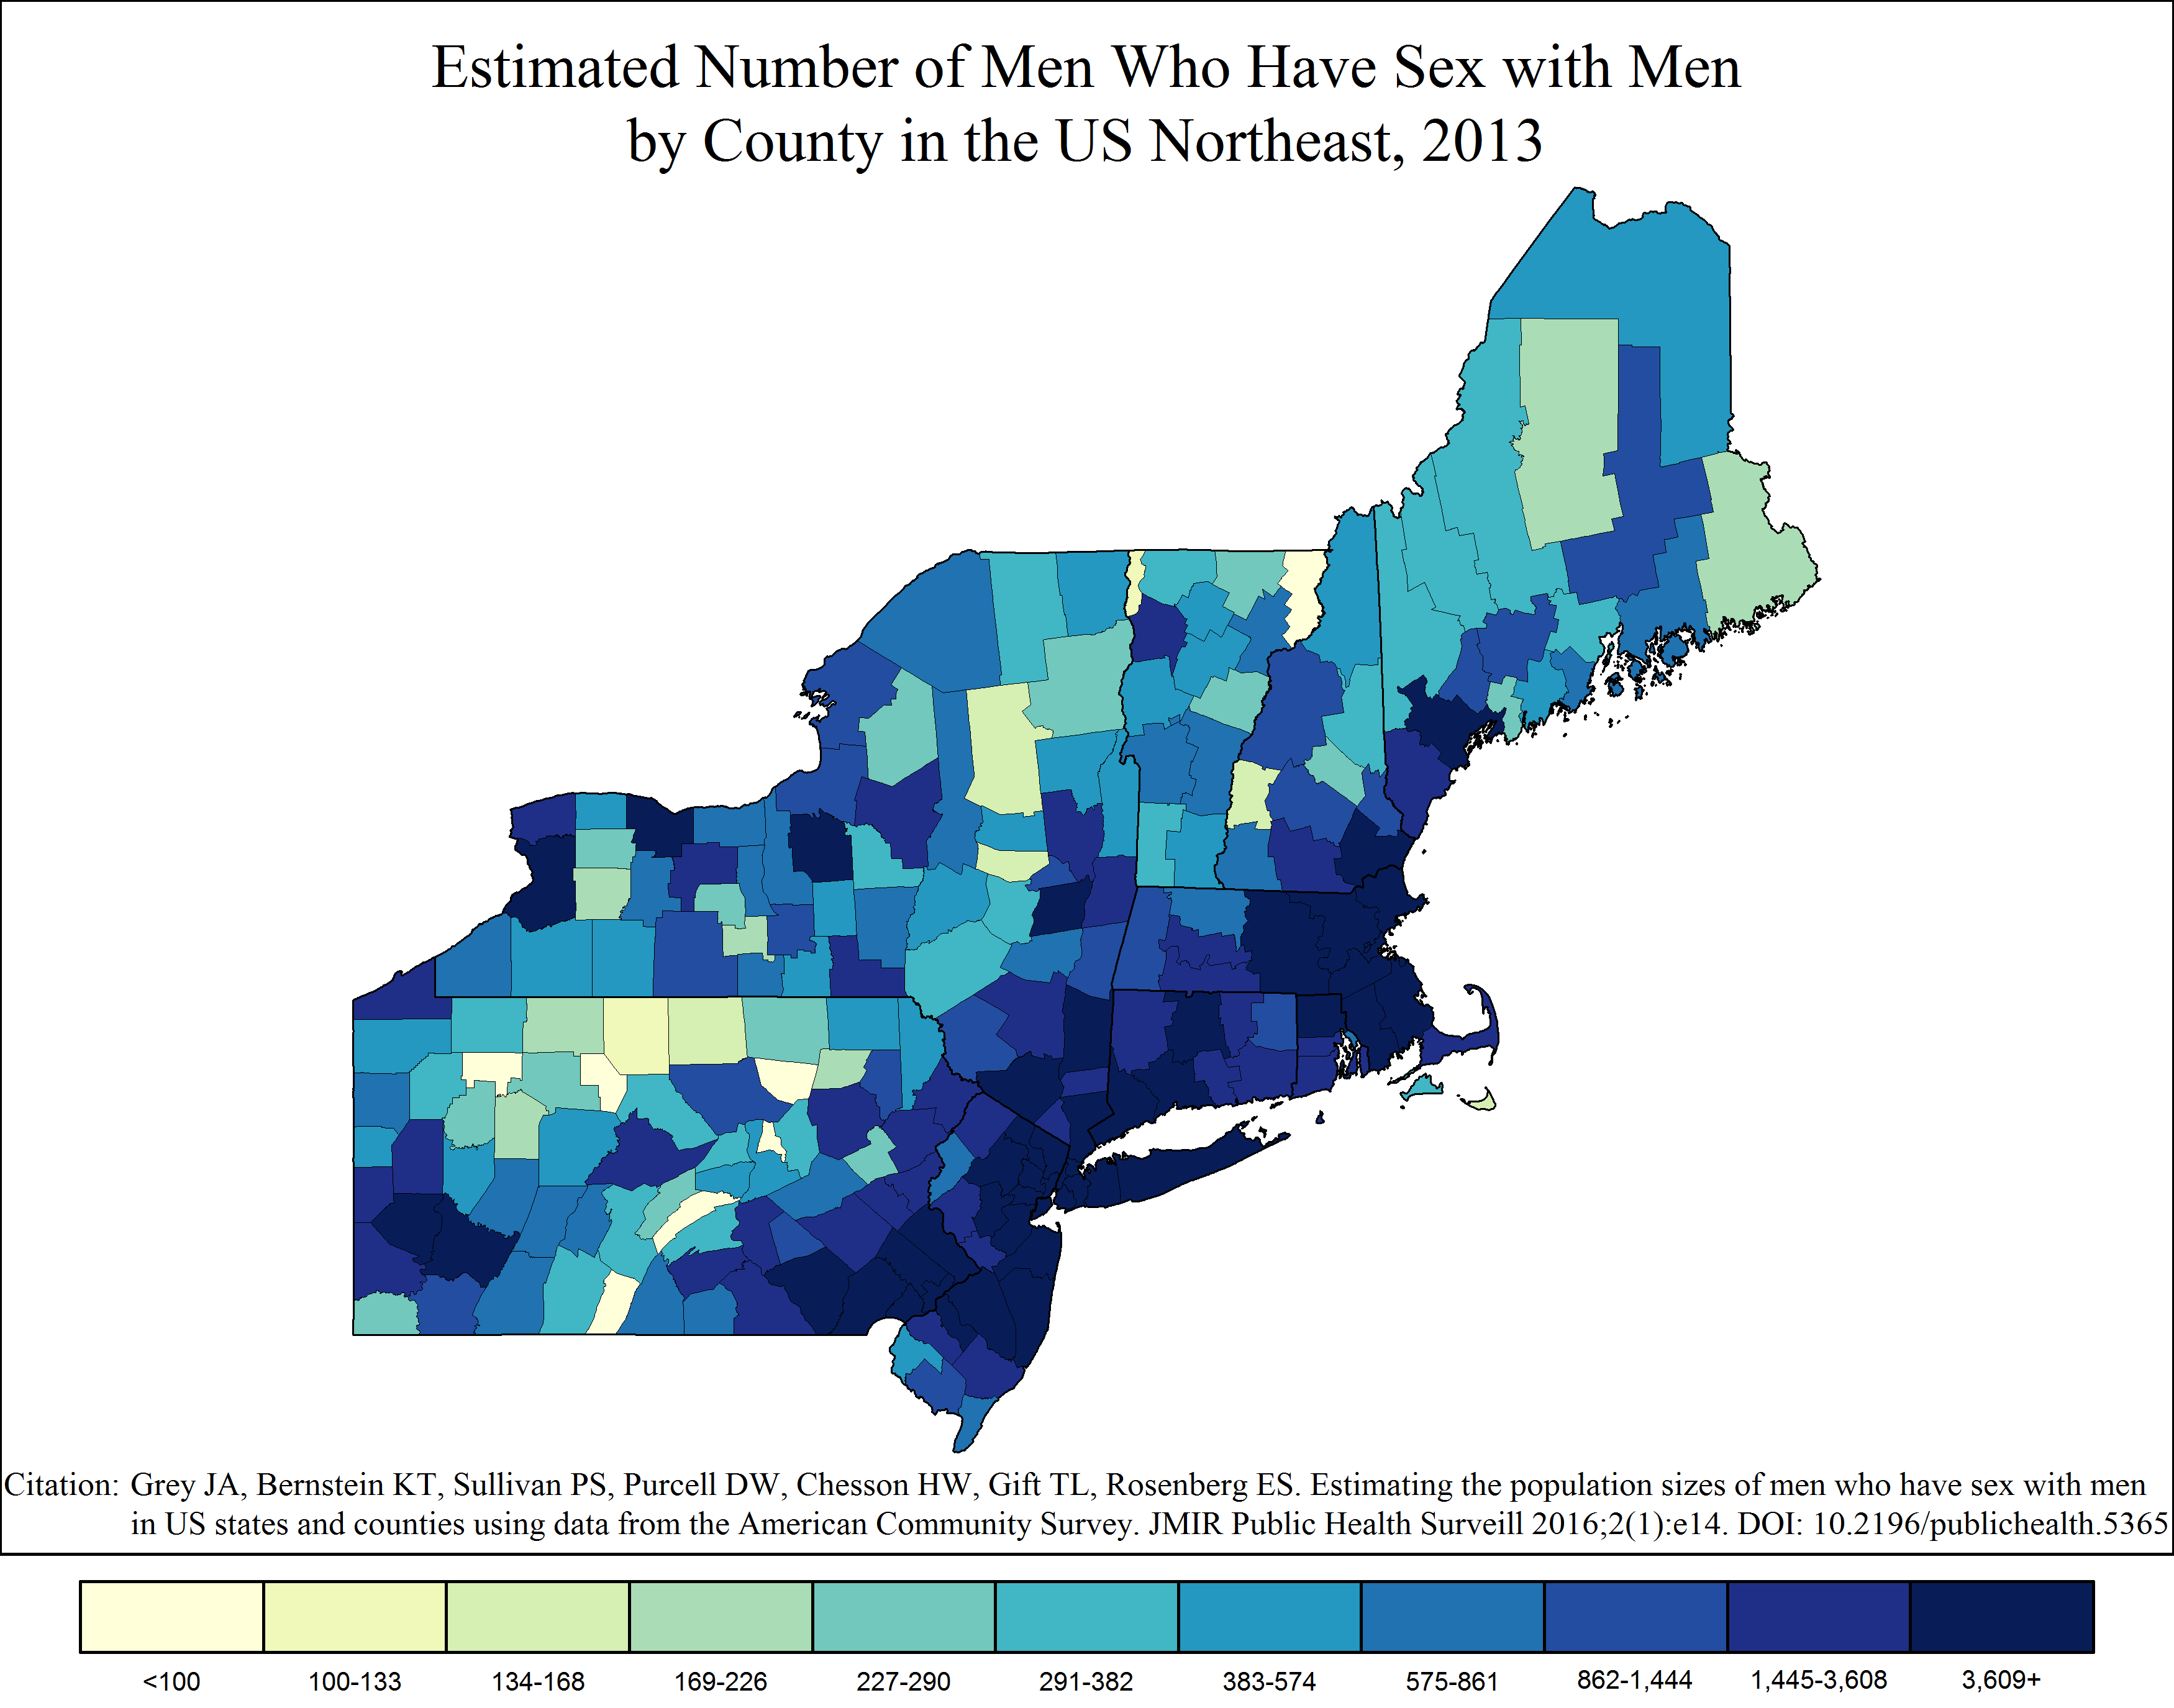 Estimated Number of Men Who Have Sex with Men
by County in the US Northeast, 2013
Citation: Grey JA, Bernstein KT, Sullivan PS, Purcell DW, Chesson HW, Gift TL, Rosenberg ES. Estimating the population sizes of men who have sex with men
in US states and counties using data from the American Community Survey. JMIR Public Health Surveill 2016;2(1):e14. DOI: 10.2196/publichealth.5365
<100 100-133 134-168 169-226 227-290 291-382 383-574 575-861 862-1,444 1,445-3,608 3,609+